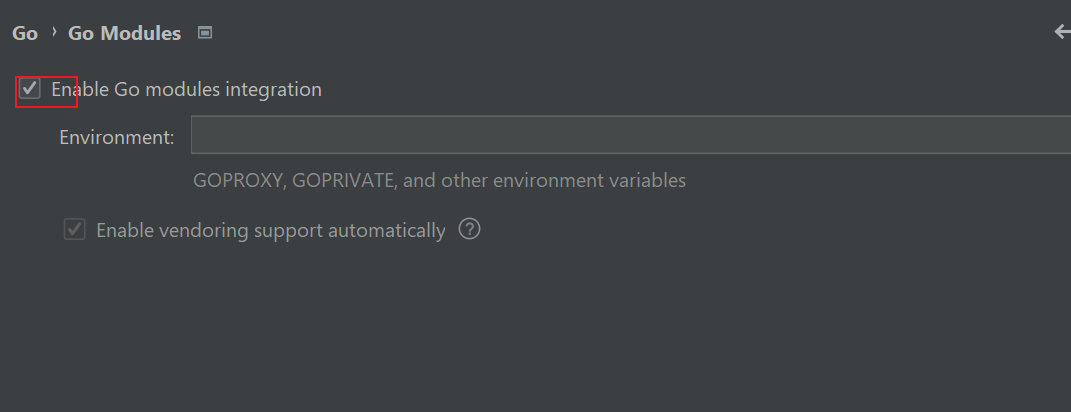 Go › Go Modules
Enable Go modules integration
Environment:
GOPROXY, GOPRIVATE, and other environment variables
Enable vendoring support automatically ?